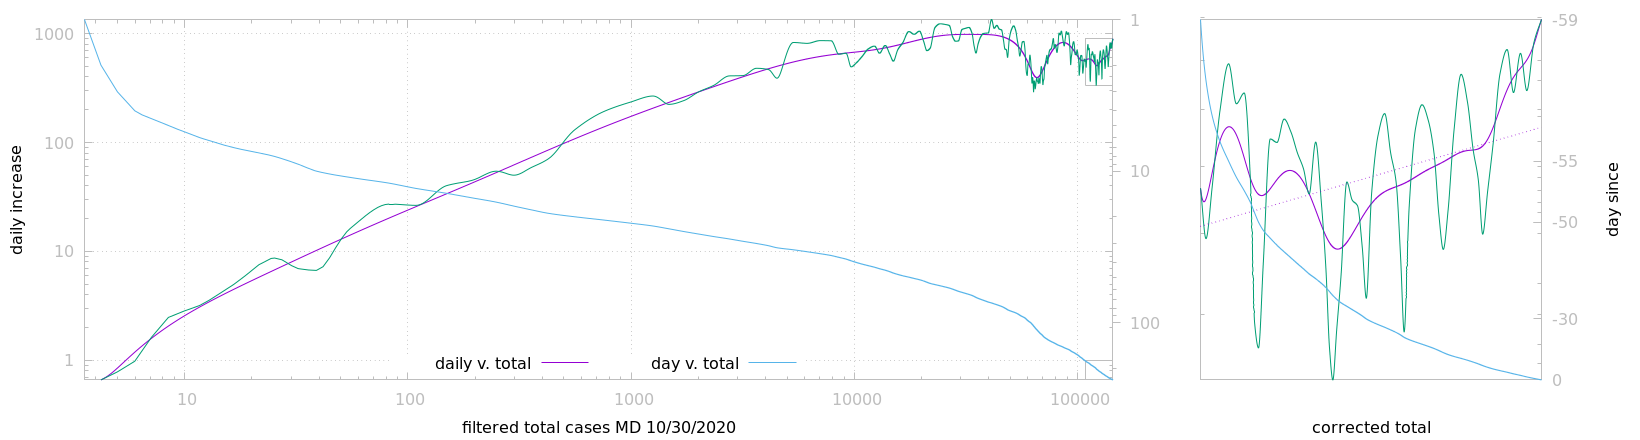 daily increase
1000
100
10
1
10
100
1000
10000
100000
1
10
100
daily v. total
day v. total
filtered total cases MD 10/30/2020
-59
-55
-50
-30
0
day since
corrected total